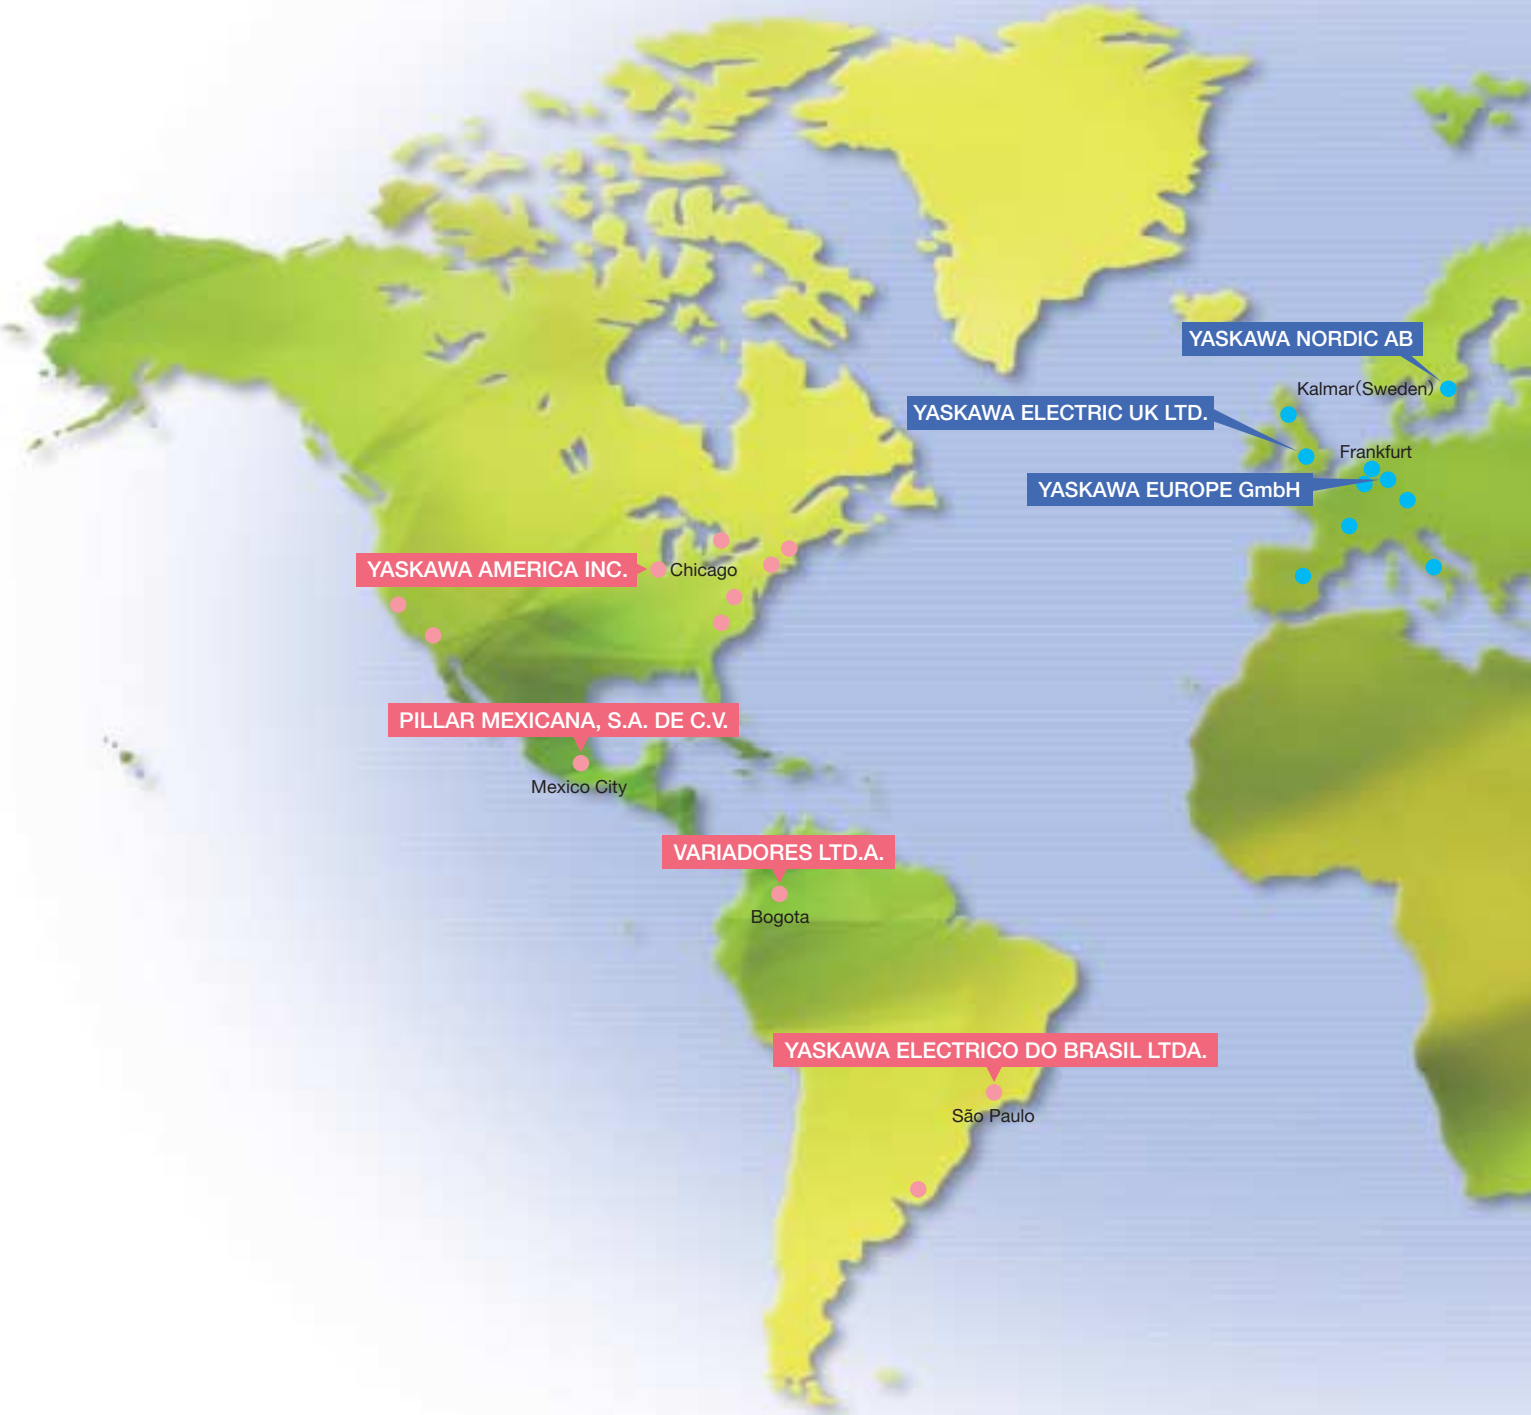 YASKAWA NORDIC AB
Kalmar(Sweden)
YASKAWA ELECTRIC UK LTD.
Frankfurt
YASKAWA EUROPE GmbH
YASKAWA AMERICA INC.
Chicago
PILLAR MEXICANA, S.A. DE C.V.
Mexico City
VARIADORES LTD.A.
Bogota
YASKAWA ELECTRICO DO BRASIL LTDA.
São Paulo